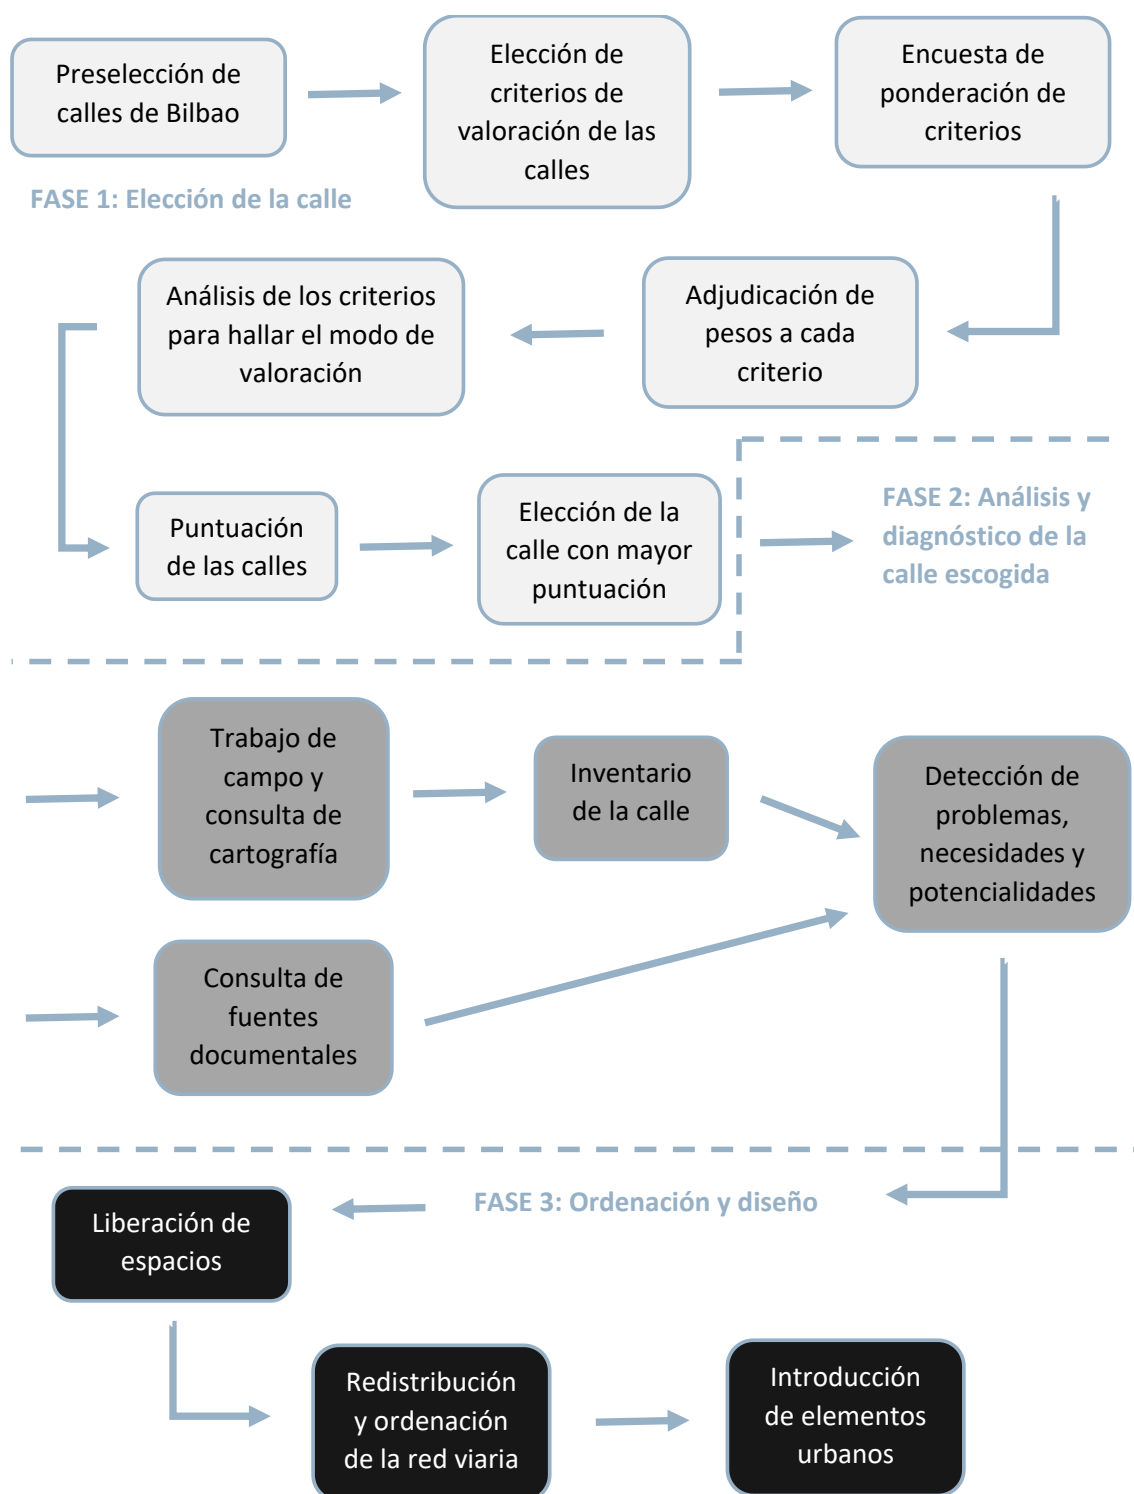 Preselección de
calles de Bilbao
Elección de
criterios de
valoración de las
calles
Encuesta de
ponderación de
criterios
FASE 1: Elección de la calle
Adjudicación de
pesos a cada
criterio
Análisis de los criterios
para hallar el modo de
valoración
Puntuación
de las calles
Elección de la
calle con mayor
puntuación
FASE 2: Análisis y
diagnóstico de la
calle escogida
Trabajo de
campo y
consulta de
cartografía
Inventario
de la calle
Detección de
problemas,
necesidades y
potencialidades
Consulta de
fuentes
documentales
FASE 3: Ordenación y diseño
Liberación de
espacios
Redistribución
y ordenación
de la red viaria
Introducción
de elementos
urbanos